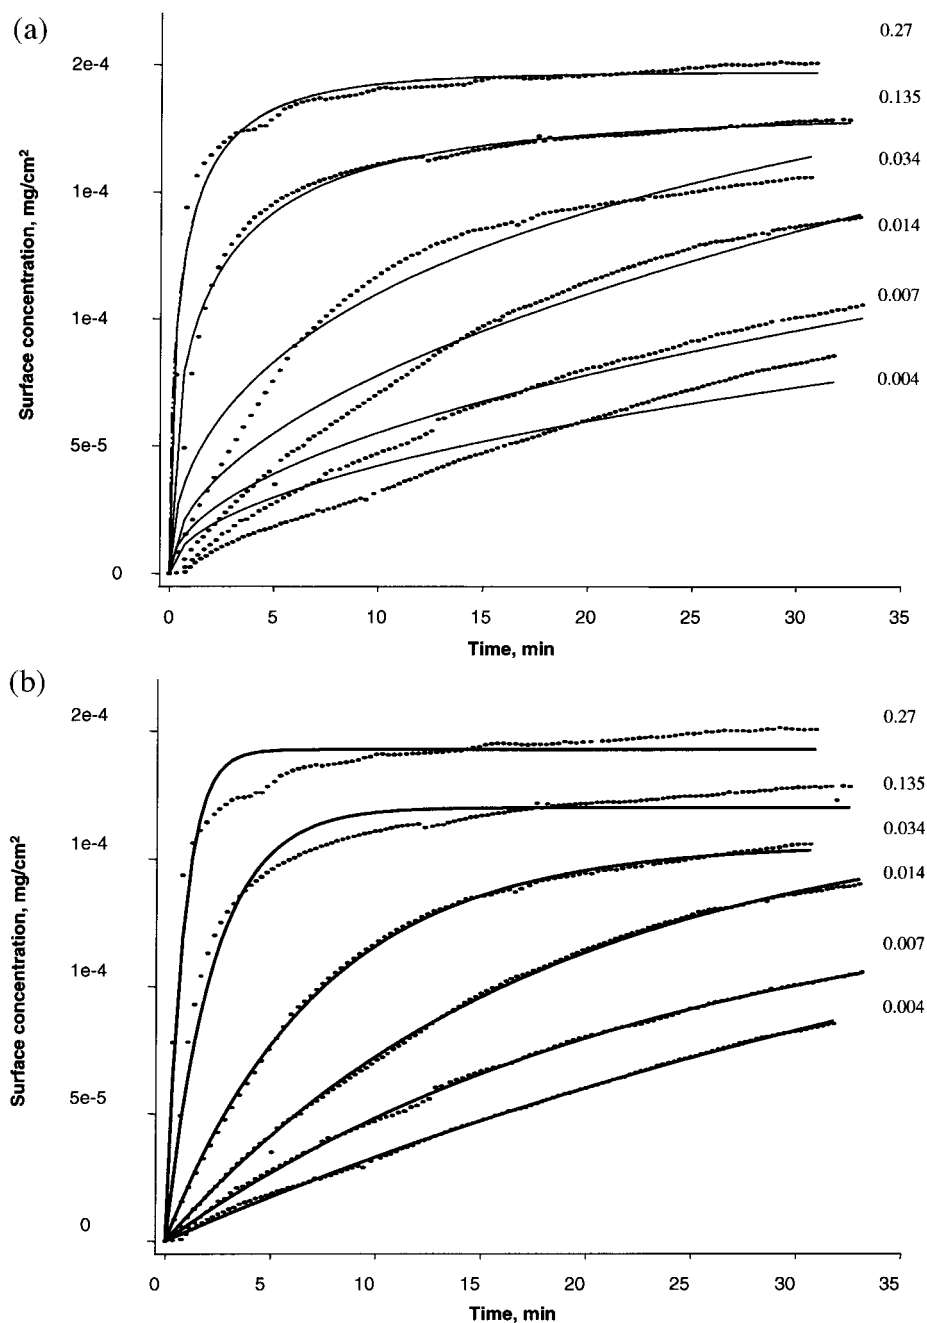 (a)
0.27
2e-4
0.135
0.034
1e-4
0.014
1e-4
0.007
0.004
5e-5
0
Surface concentration, mg/cm2
0 5 10 15 20 25 30 35
Time, min
(b)
0.27
2e-4
0.135
0.034
1e-4
0.014
0.007
1e-4
0.004
5e-5
0
Surface concentration, mg/cm2
0 5 10 15 20 25 30 35
Time, min